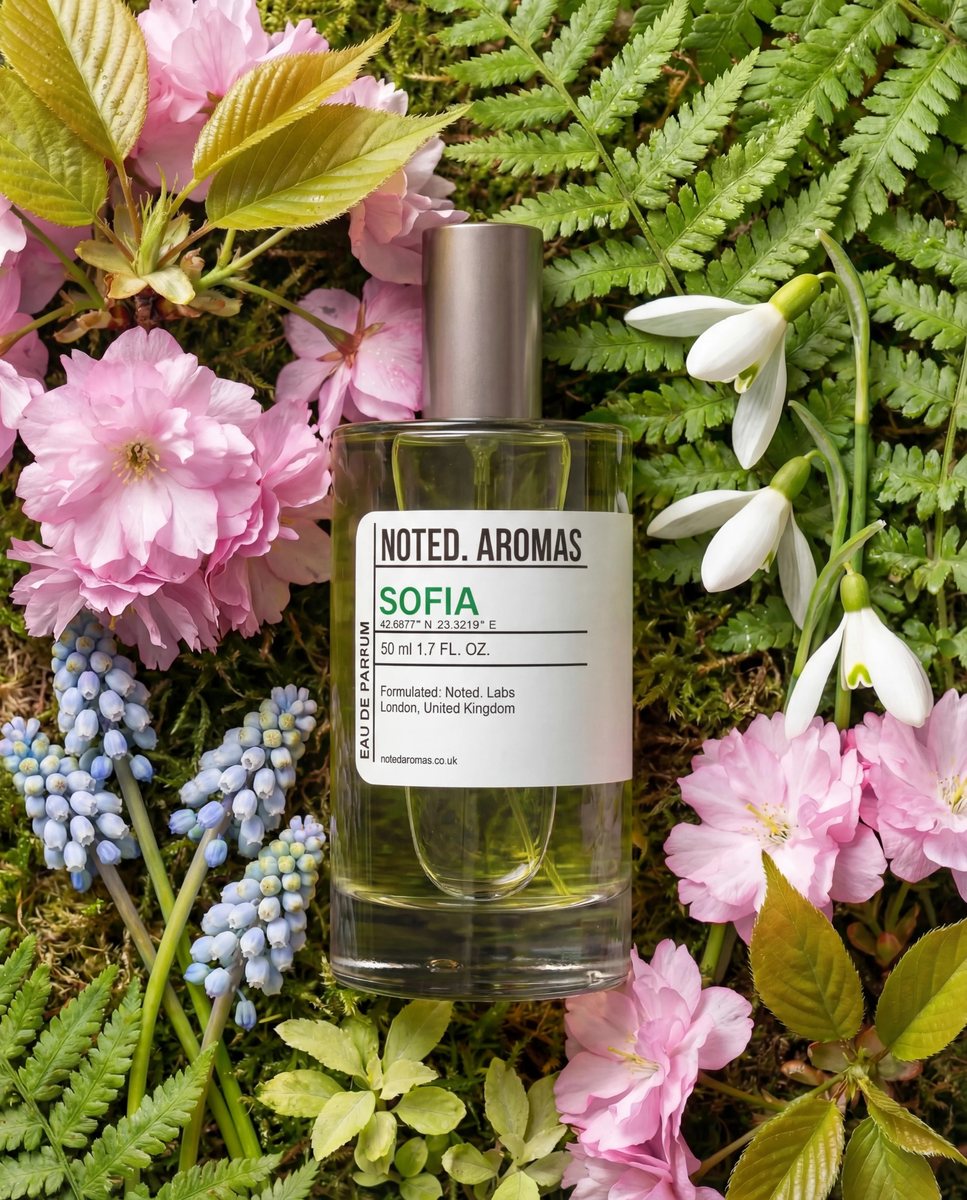 NOTED. AROMAS
SOFIA
42.6877" N 23.3219" E
50 ml 1.7 FL. OZ.
Formulated: Noted. Labs
London, United Kingdom
notedaromas.co.uk
EAU DE PARRUM